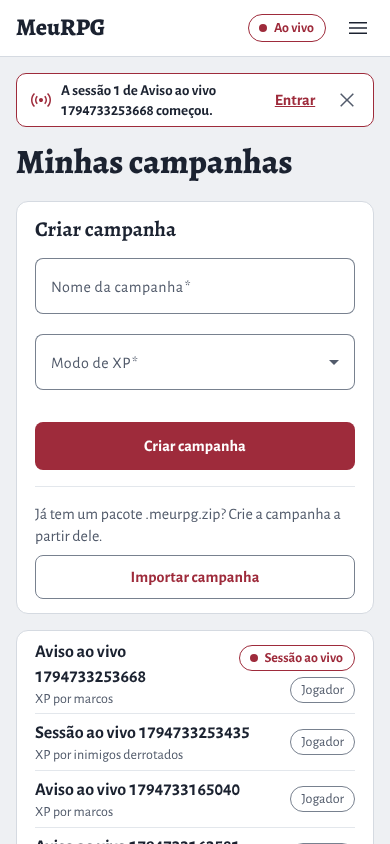 MeuRPG
Ao vivo
A sessão 1 de Aviso ao vivo
1794733253668 começou.
Entrar
Minhas campanhas
Criar campanha
Nome da campanha*
Modo de XP*
Criar campanha
Já tem um pacote .meurpg.zip? Crie a campanha a
partir dele.
Importar campanha
Aviso ao vivo
1794733253668
Sessão ao vivo
XP por marcos
Jogador
Sessão ao vivo 1794733253435
XP por inimigos derrotados
Jogador
Aviso ao vivo 1794733165040
XP por marcos
Jogador